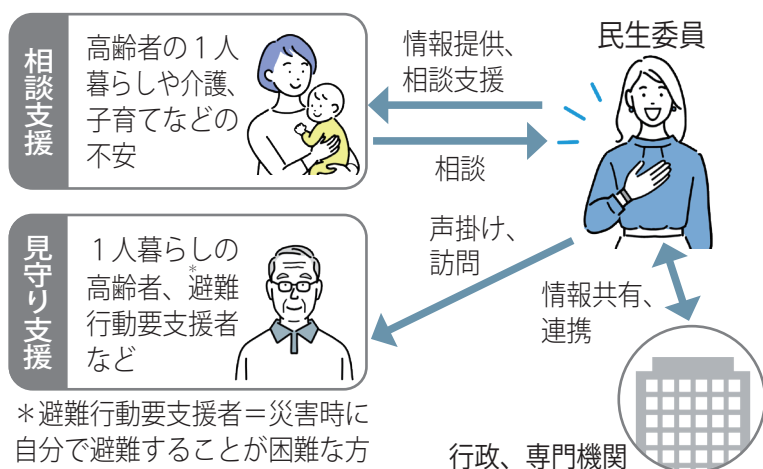 相談支援
高齢者の１人
暮らしや介護、
子育てなどの
不安
情報提供、
相談支援
相談
民生委員
見守り支援
１人暮らしの
高齢者、*避難
行動要支援者
など
声掛け、
訪問
情報共有、
連携
＊避難行動要支援者＝災害時に
自分で避難することが困難な方
行政、専門機関